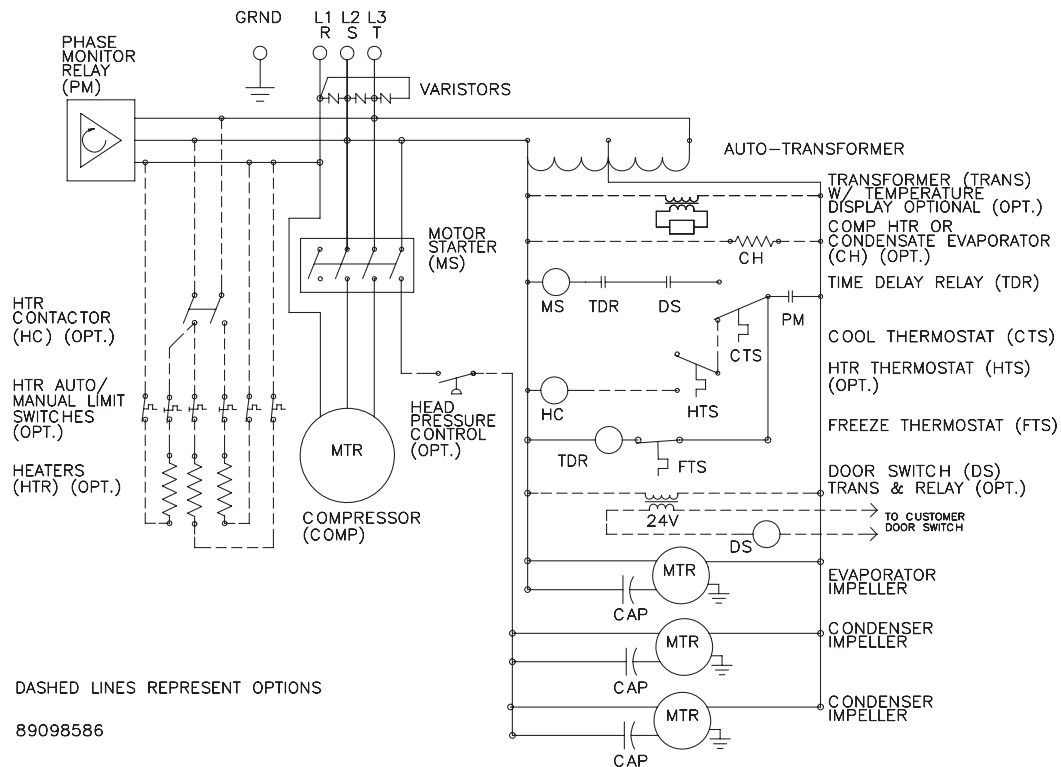 GRND
L1 L2 L3
R S T
PHASE
MONITOR
RELAY
(PM)
VARISTORS
AUTO-TRANSFORMER
TRANSFORMER (TRANS)
W/ TEMPERATURE
DISPLAY OPTIONAL (OPT.)
COMP HTR OR
CONDENSATE EVAPORATOR
(CH) (OPT.)
CH
MOTOR
STARTER
(MS)
TIME DELAY RELAY (TDR)
MS TDR DS
PM
HTR
CONTACTOR
(HC) (OPT.)
COOL THERMOSTAT (CTS)
CTS
HTR THERMOSTAT (HTS)
(OPT.)
HTR AUTO/
MANUAL LIMIT
SWITCHES
(OPT.)
HEAD
PRESSURE
CONTROL
(OPT.)
HC
HTS
FREEZE THERMOSTAT (FTS)
MTR
TDR
FTS
HEATERS
(HTR) (OPT.)
DOOR SWITCH (DS)
TRANS & RELAY (OPT.)
COMPRESSOR
(COMP)
24V
TO CUSTOMER
DOOR SWITCH
DS
MTR
EVAPORATOR
IMPELLER
CAP
MTR
CONDENSER
IMPELLER
CAP
MTR
CONDENSER
IMPELLER
CAP
DASHED LINES REPRESENT OPTIONS
89098586